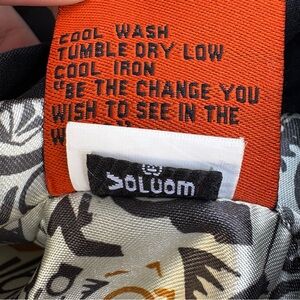 COOL WASH
TUMBLE DRY LOW
COOL IRON
"BE THE CHANGE YOU
WISH TO SEE IN THE
VOLCOM